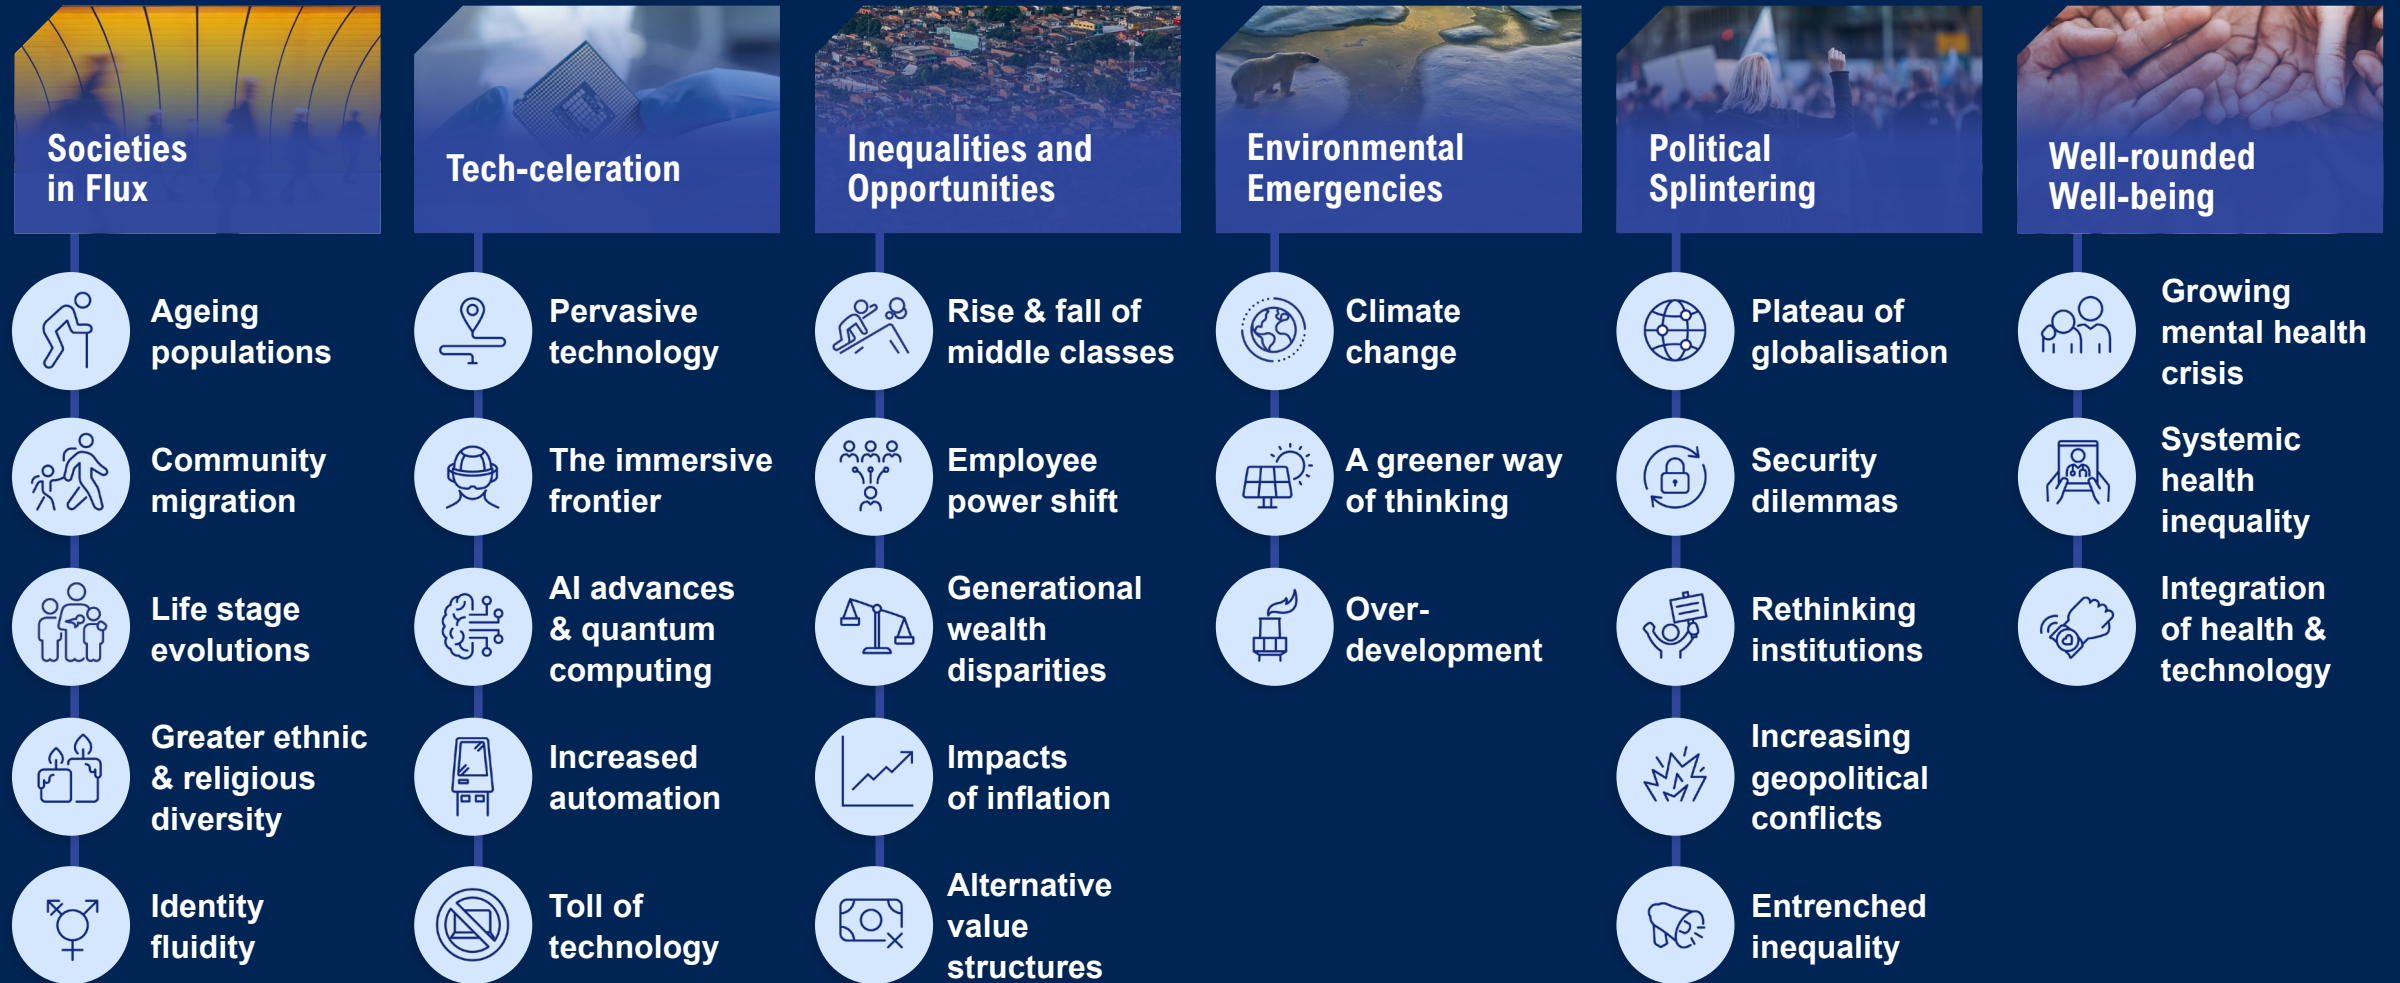 Societies
in Flux
Ageing
populations
Community
migration
Life stage
evolutions
Greater ethnic
& religious
diversity
Identity
fluidity
Tech-celeration
Pervasive
technology
The immersive
frontier
AI advances
& quantum
computing
Increased
automation
Toll of
technology
Inequalities and
Opportunities
Rise & fall of
middle classes
Employee
power shift
Generational
wealth
disparities
Impacts
of inflation
Alternative
value
structures
Environmental
Emergencies
Climate
change
A greener way
of thinking
Over-
development
Political
Splintering
Plateau of
globalisation
Security
dilemmas
Rethinking
institutions
Increasing
geopolitical
conflicts
Entrenched
inequality
Well-rounded
Well-being
Growing
mental health
crisis
Systemic
health
inequality
Integration
of health &
technology